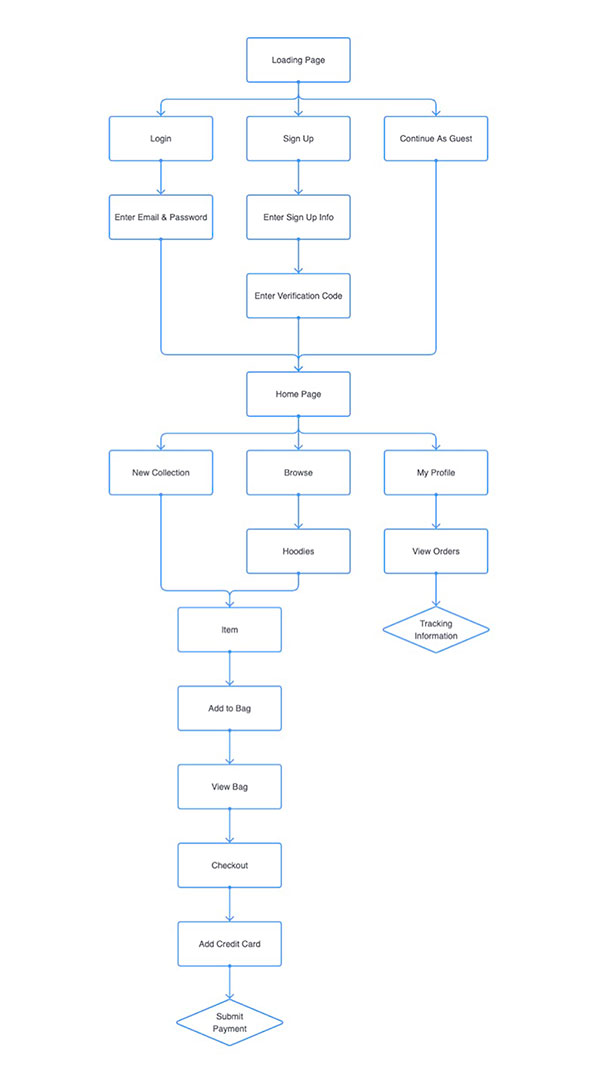 Loading Page
Login
Sign Up
Continue As Guest
Enter Email & Password
Enter Sign Up Info
Enter Verification Code
Home Page
New Collection
Browse
My Profile
Hoodies
View Orders
Item
Tracking
Information
Add to Bag
View Bag
Checkout
Add Credit Card
Submit
Payment